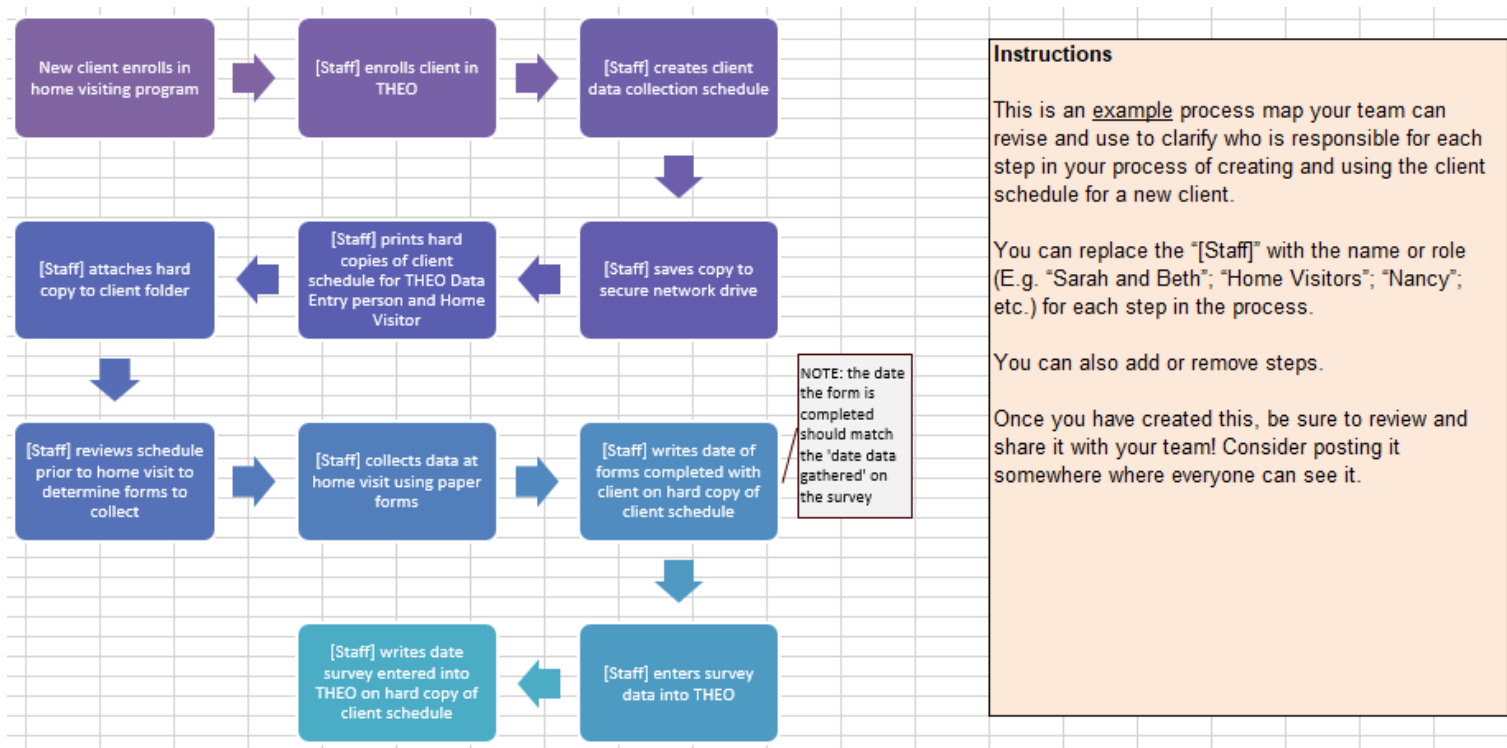 New client enrolls in
home visiting program
[Staff] enrolls client in
THEO
[Staff] creates client
data collection schedule
[Staff] saves copy to
secure network drive
[Staff] prints hard
copies of client
schedule for THEO Data
Entry person and Home
Visitor
[Staff] attaches hard
copy to client folder
[Staff] reviews schedule
prior to home visit to
determine forms to
collect
[Staff] collects data at
home visit using paper
forms
[Staff] writes date of
forms completed with
client on hard copy of
client schedule
NOTE: the date
the form is
completed
should match
the 'date data
gathered' on
the survey
[Staff] enters survey
data into THEO
[Staff] writes date
survey entered into
THEO on hard copy of
client schedule
Instructions
This is an example process map your team can
revise and use to clarify who is responsible for each
step in your process of creating and using the client
schedule for a new client.
You can replace the “[Staff]” with the name or role
(E.g. “Sarah and Beth”; “Home Visitors”; “Nancy”;
etc.) for each step in the process.
You can also add or remove steps.
Once you have created this, be sure to review and
share it with your team! Consider posting it
somewhere where everyone can see it.